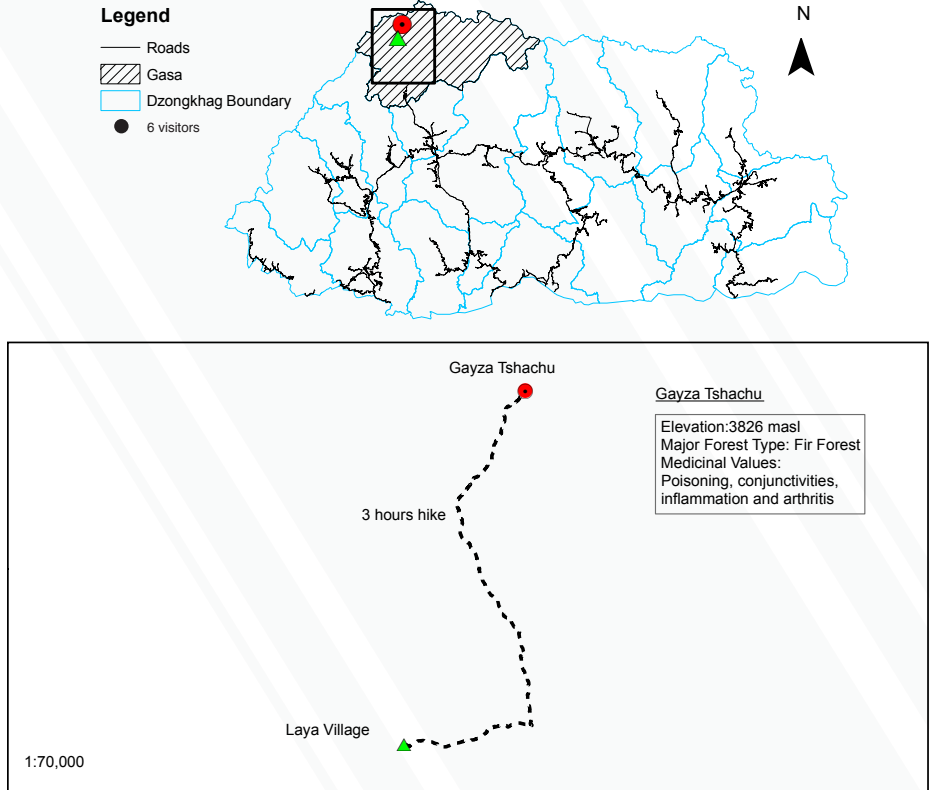 Legend
Roads
Gasa
Dzongkhag Boundary
6 visitors
N
Gayza Tshachu
Gayza Tshachu
Elevation:3826 masl
Major Forest Type: Fir Forest
Medicinal Values:
Poisoning, conjunctivities,
inflammation and arthritis
3 hours hike
Laya Village
1:70,000